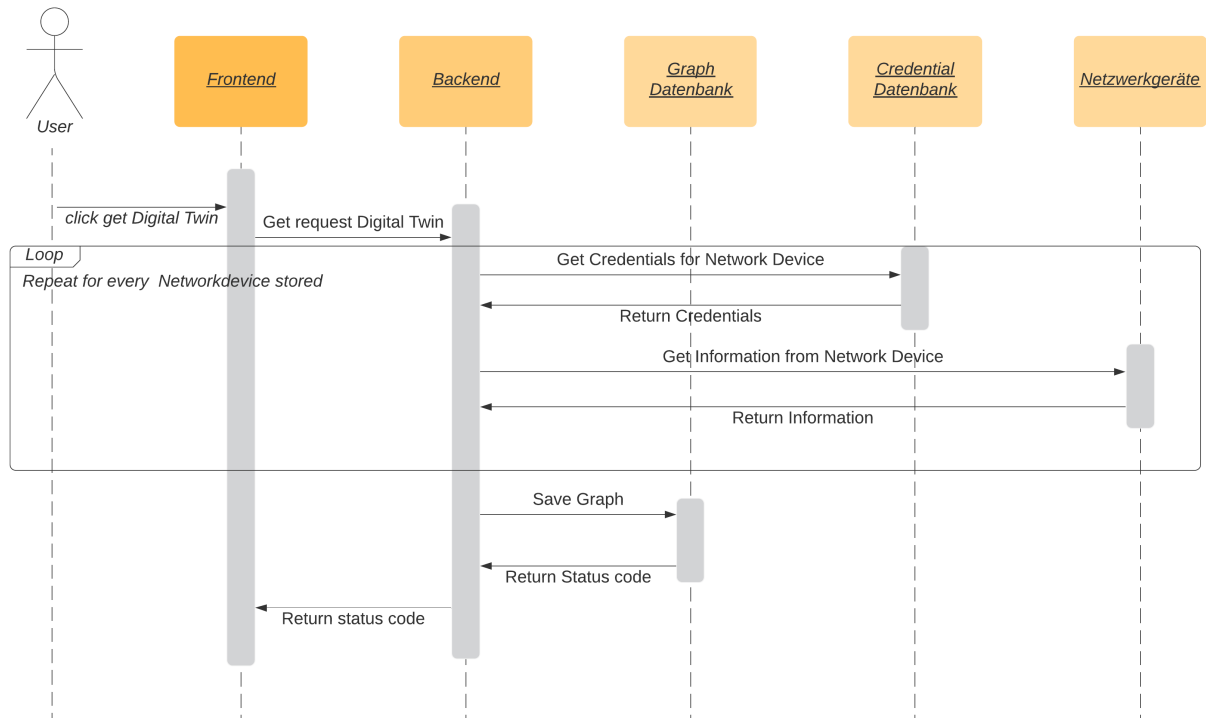 Frontend
Backend
Graph
Datenbank
Credential
Datenbank
Netzwerkgeräte
User
click get Digital Twin
Get request Digital Twin
Loop
Repeat for every  Networkdevice stored
Get Credentials for Network Device
Return Credentials
Get Information from Network Device
Return Information
Save Graph
Return Status code
Return status code